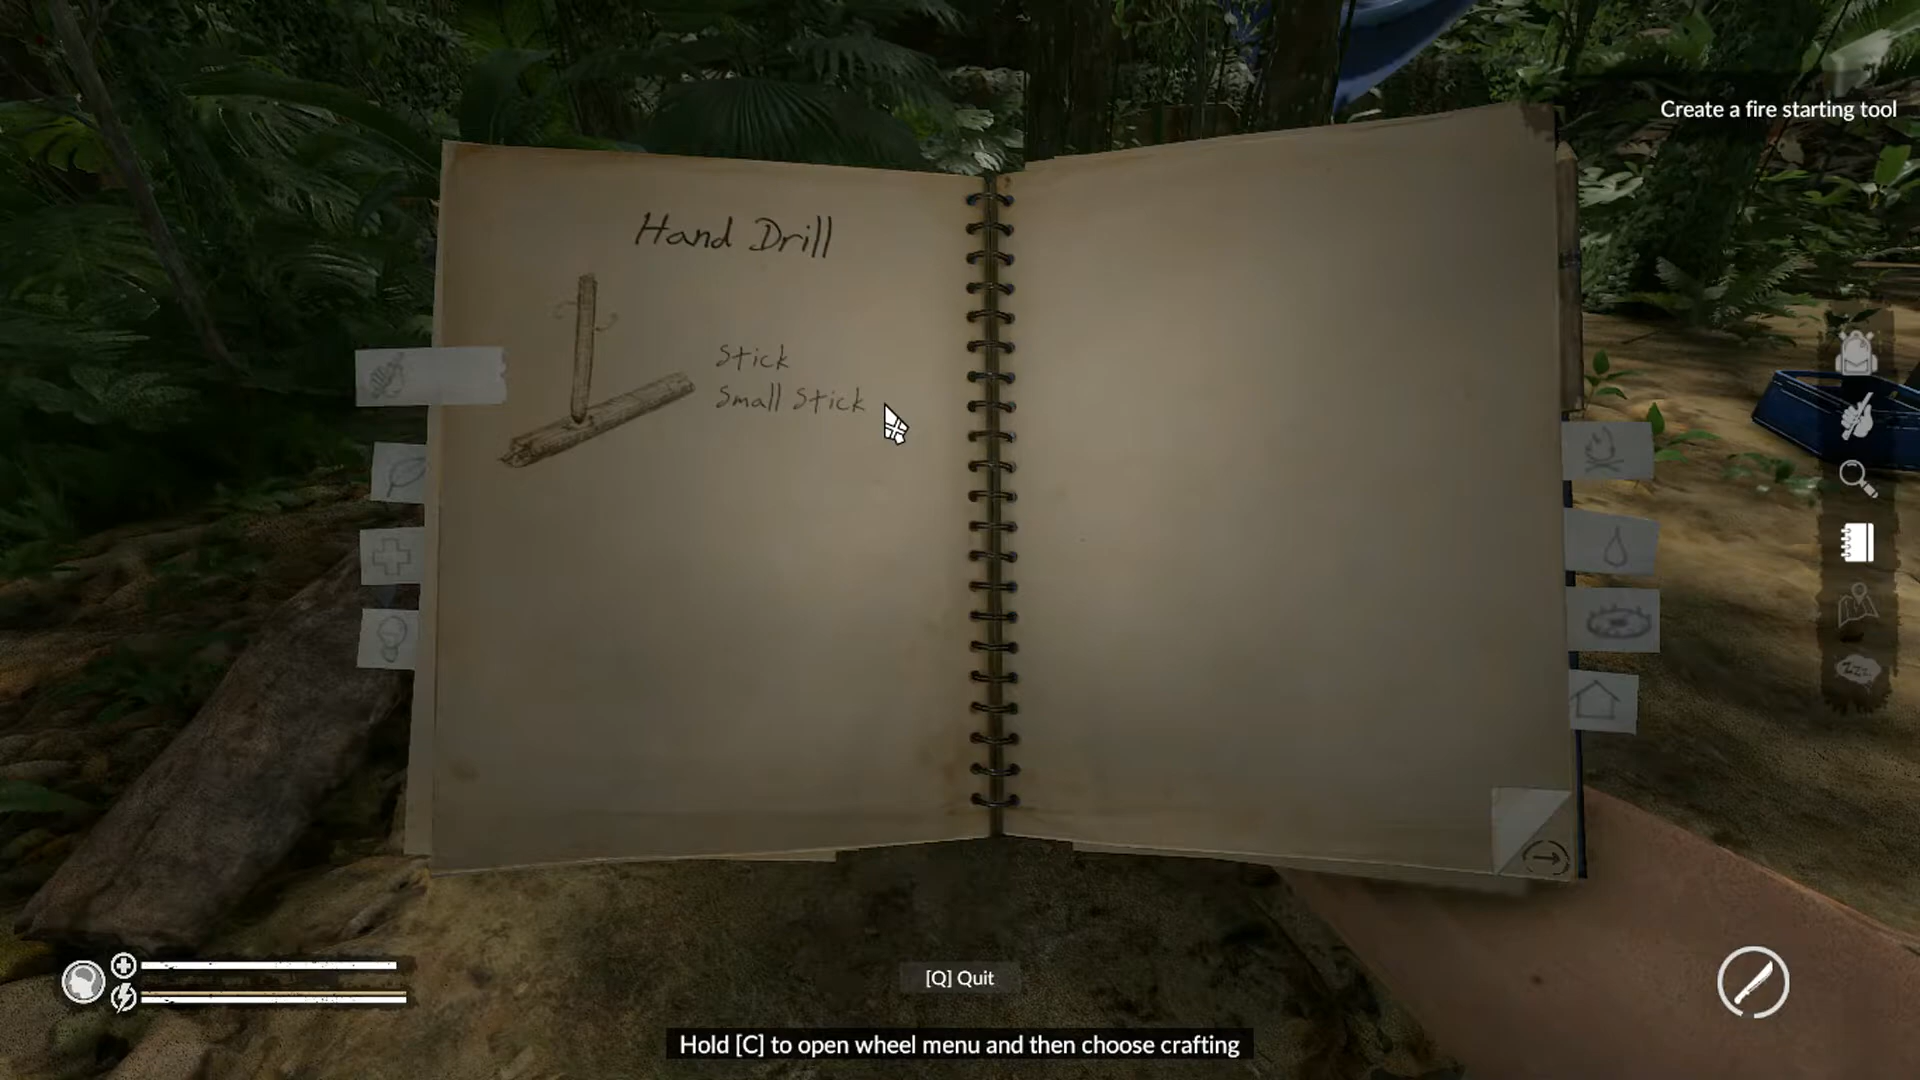 Create a fire starting tool
Hand Drill
Stick
Small Stick
zzz
[Q] Quit
Hold [C] to open wheel menu and then choose crafting